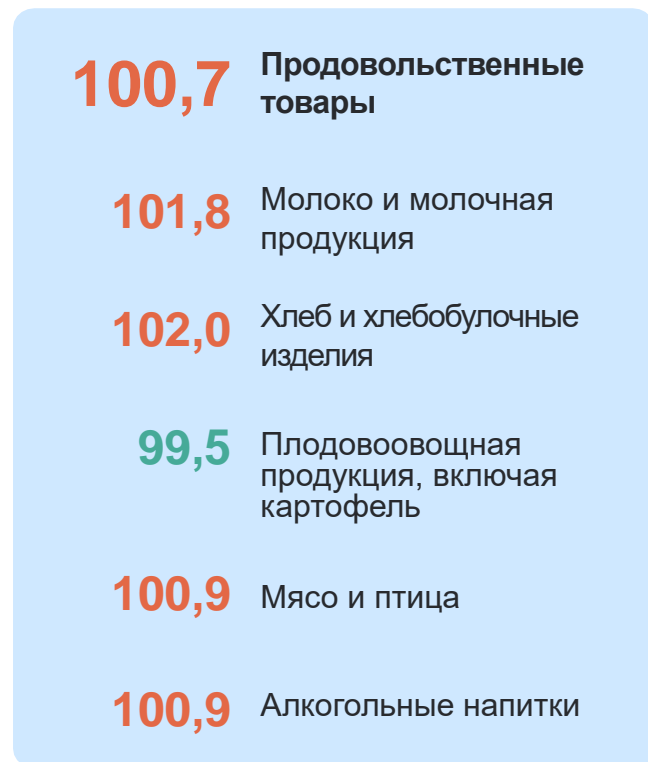 100,7 Продовольственные
товары
101,8 Молоко и молочная
продукция
102,0 Хлеб и хлебобулочные
изделия
99,5 Плодовоовощная
продукция, включая
картофель
100,9 Мясо и птица
100,9 Алкогольные напитки